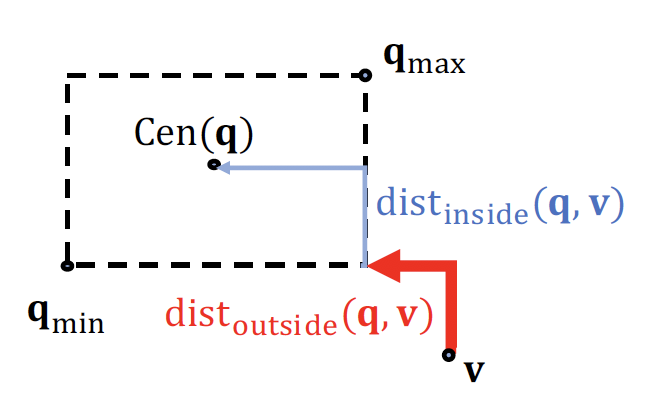 q_max
Cen(q)
dist_inside(q, v)
q_min
dist_outside(q, v)
v